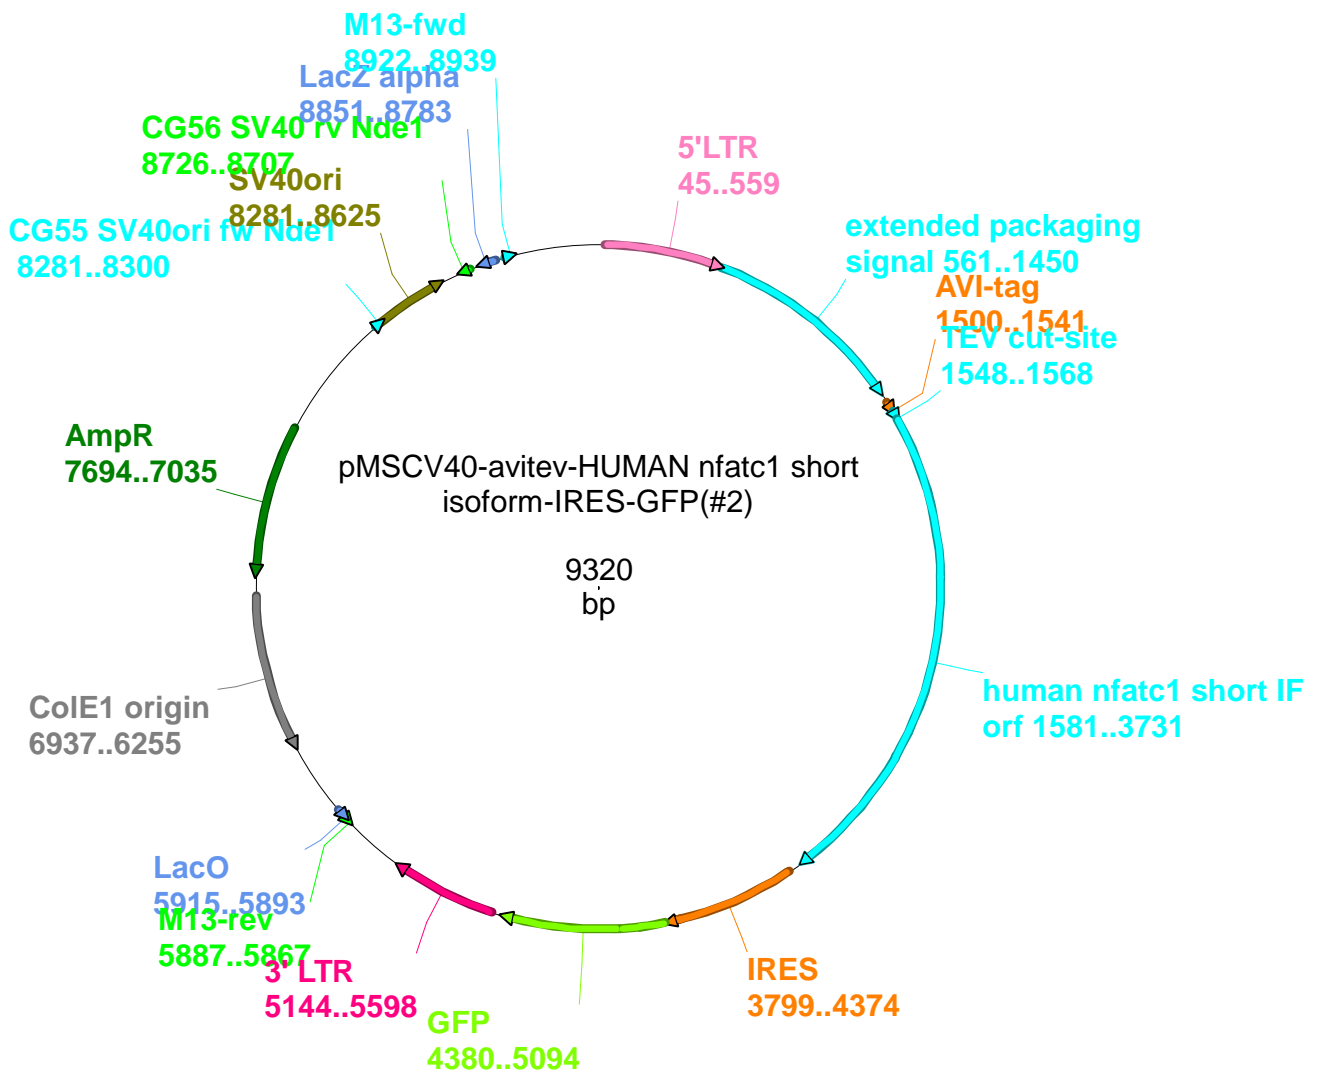 M13-fwd
8922..8939
LacZ alpha
8851..8783
CG56 SV40 rv Nde1
8726..8707
SV40ori
8281..8625
CG55 SV40ori fw Nde1
8281..8300
5'LTR
45..559
extended packaging
signal 561..1450
AVI-tag
1500..1541
TEV cut-site
1548..1568
AmpR
7694..7035
pMSCV40-avitev-HUMAN nfatc1 short
isoform-IRES-GFP(#2)
9320
bp
human nfatc1 short IF
orf 1581..3731
ColE1 origin
6937..6255
LacO
5915..5893
M13-rev
5887..5867
3' LTR
5144..5598
IRES
3799..4374
GFP
4380..5094